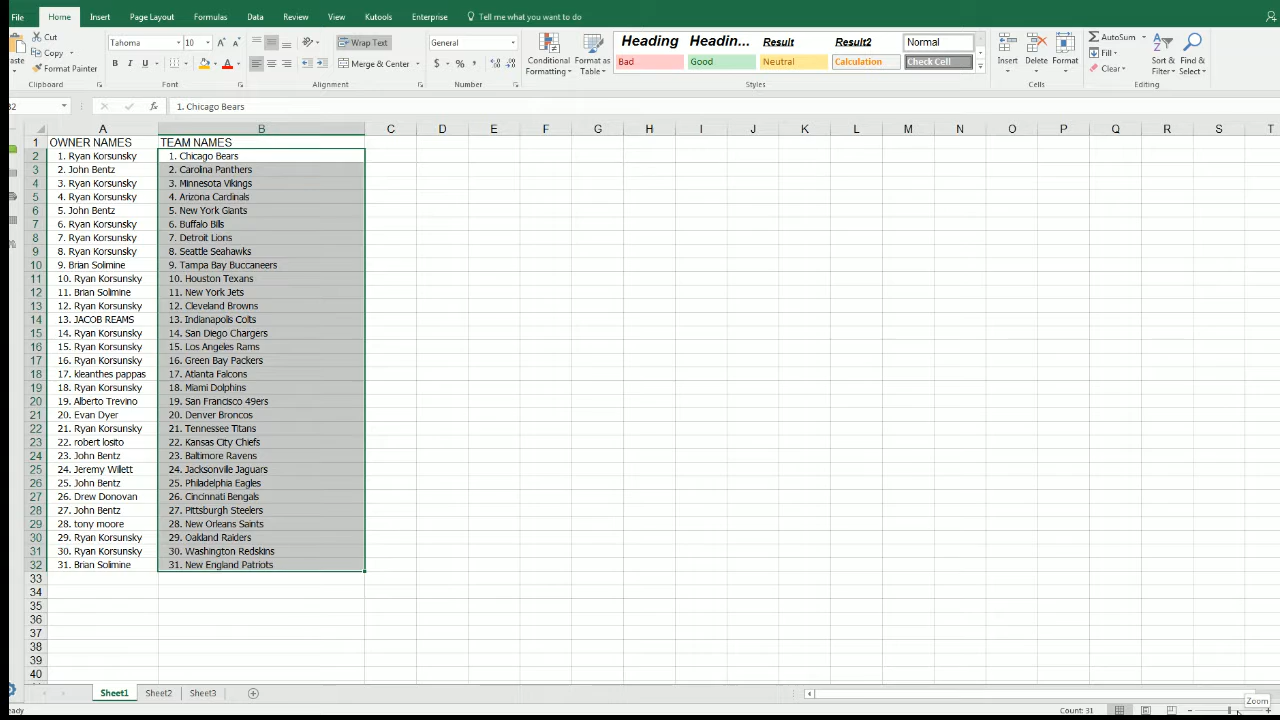 File Home Insert Page Layout Formulas Data Review View Kutools Enterprise Tell me what you want to do
Cut Tahoma 10 Wrap Text General Heading Headin... Result Result2 Normal AutoSum
Copy Fill
Format Painter B U A Merge & Center $ % , Conditional Formatting Format as Table Bad Good Neutral Calculation Check Cell Insert Delete Format Clear Sort & Filter Find & Select
Clipboard Font Alignment Number Styles Cells Editing
fx 1. Chicago Bears
A B C D E F G H I J K L M N O P Q R S T
1 OWNER NAMES TEAM NAMES
2 1. Ryan Korsunsky 1. Chicago Bears
3 2. John Bentz 2. Carolina Panthers
4 3. Ryan Korsunsky 3. Minnesota Vikings
5 4. Ryan Korsunsky 4. Arizona Cardinals
6 5. John Bentz 5. New York Giants
7 6. Ryan Korsunsky 6. Buffalo Bills
8 7. Ryan Korsunsky 7. Detroit Lions
9 8. Ryan Korsunsky 8. Seattle Seahawks
10 9. Brian Solimine 9. Tampa Bay Buccaneers
11 10. Ryan Korsunsky 10. Houston Texans
12 11. Brian Solimine 11. New York Jets
13 12. Ryan Korsunsky 12. Cleveland Browns
14 13. JACOB REAMS 13. Indianapolis Colts
15 14. Ryan Korsunsky 14. San Diego Chargers
16 15. Ryan Korsunsky 15. Los Angeles Rams
17 16. Ryan Korsunsky 16. Green Bay Packers
18 17. kleanthes pappas 17. Atlanta Falcons
19 18. Ryan Korsunsky 18. Miami Dolphins
20 19. Alberto Trevino 19. San Francisco 49ers
21 20. Evan Dyer 20. Denver Broncos
22 21. Ryan Korsunsky 21. Tennessee Titans
23 22. robert losito 22. Kansas City Chiefs
24 23. John Bentz 23. Baltimore Ravens
25 24. Jeremy Willett 24. Jacksonville Jaguars
26 25. John Bentz 25. Philadelphia Eagles
27 26. Drew Donovan 26. Cincinnati Bengals
28 27. John Bentz 27. Pittsburgh Steelers
29 28. tony moore 28. New Orleans Saints
30 29. Ryan Korsunsky 29. Oakland Raiders
31 30. Ryan Korsunsky 30. Washington Redskins
32 31. Brian Solimine 31. New England Patriots
33
34
35
36
37
38
39
40
Sheet1 Sheet2 Sheet3
Zoom
eady Count: 31